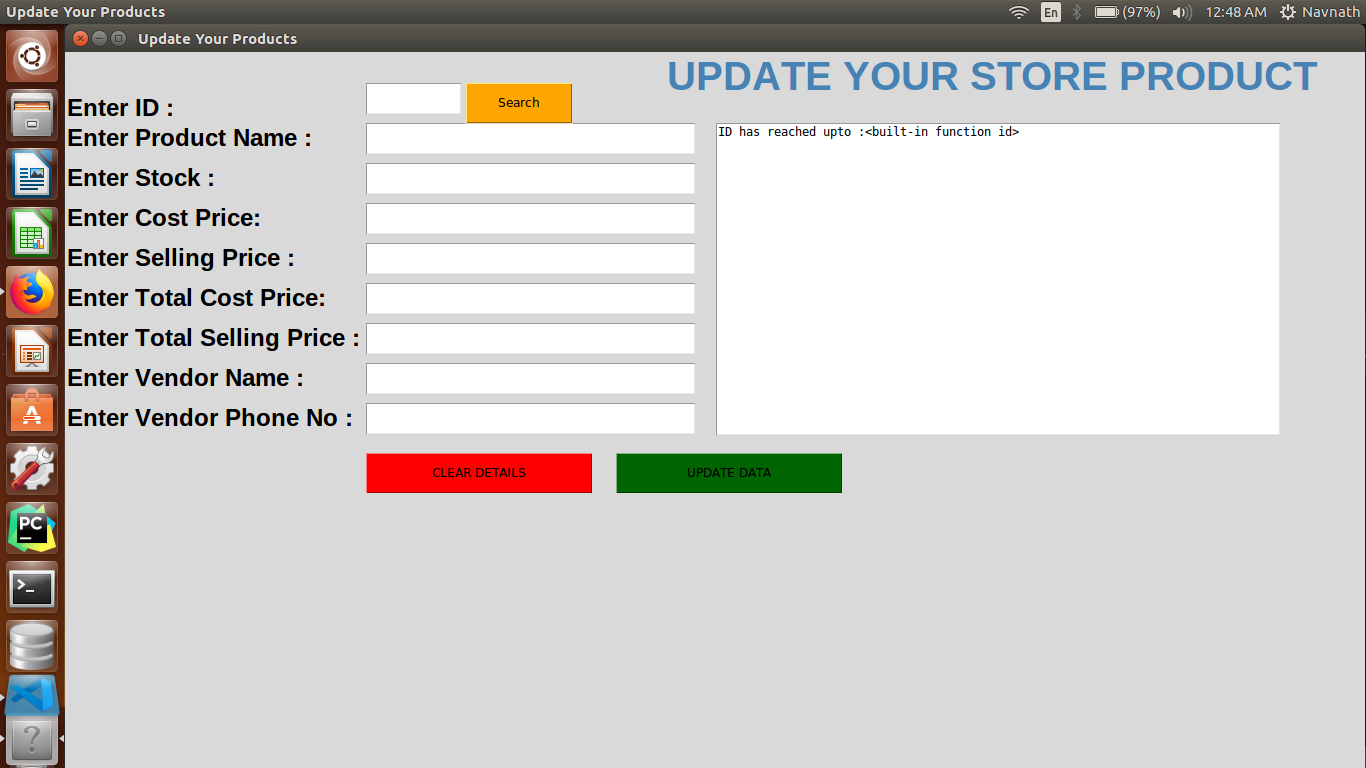 Update Your Products
En
(97%)
12:48 AM
Navnath
Update Your Products
UPDATE YOUR STORE PRODUCT
Enter ID :
Search
Enter Product Name :
ID has reached upto :<built-in function id>
Enter Stock :
Enter Cost Price:
Enter Selling Price :
Enter Total Cost Price:
Enter Total Selling Price :
Enter Vendor Name :
Enter Vendor Phone No :
CLEAR DETAILS
UPDATE DATA
PC
>_
?